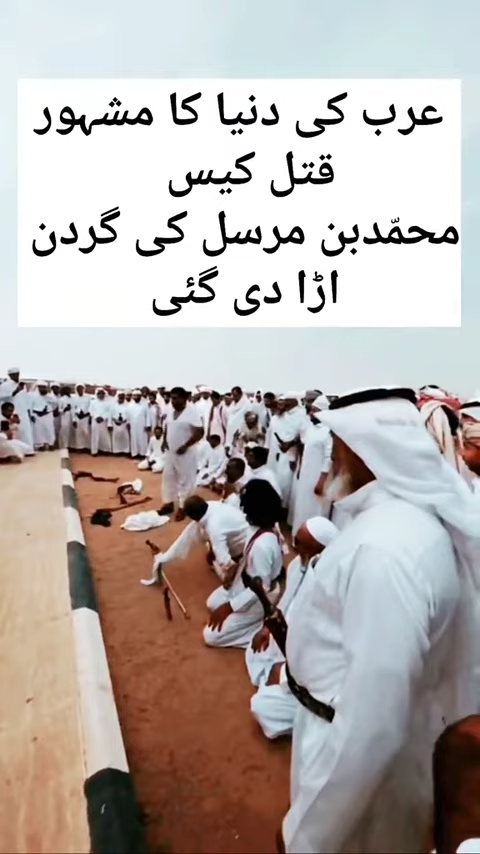 عرب کی دنیا کا مشہور
قتل کیس
محمّدبن مرسل کی گردن
اڑا دی گئی